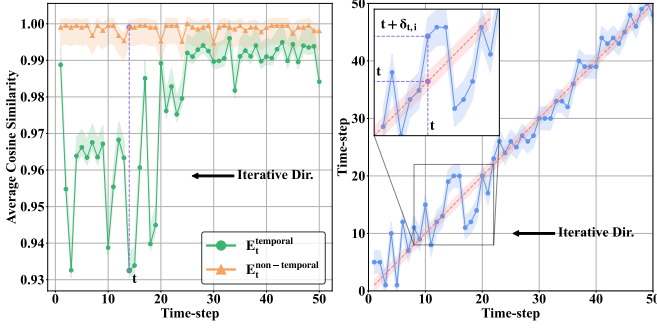 Average Cosine Similarity
1.00
0.99
0.98
0.97
0.96
0.95
0.94
0.93
Iterative Dir.
E_t^temporal
E_t^non−temporal
t
0 10 20 30 40 50
Time-step
Time-step
50
40
30
20
10
0
t + δ_t,i
t
t
Iterative Dir.
0 10 20 30 40 50
Time-step